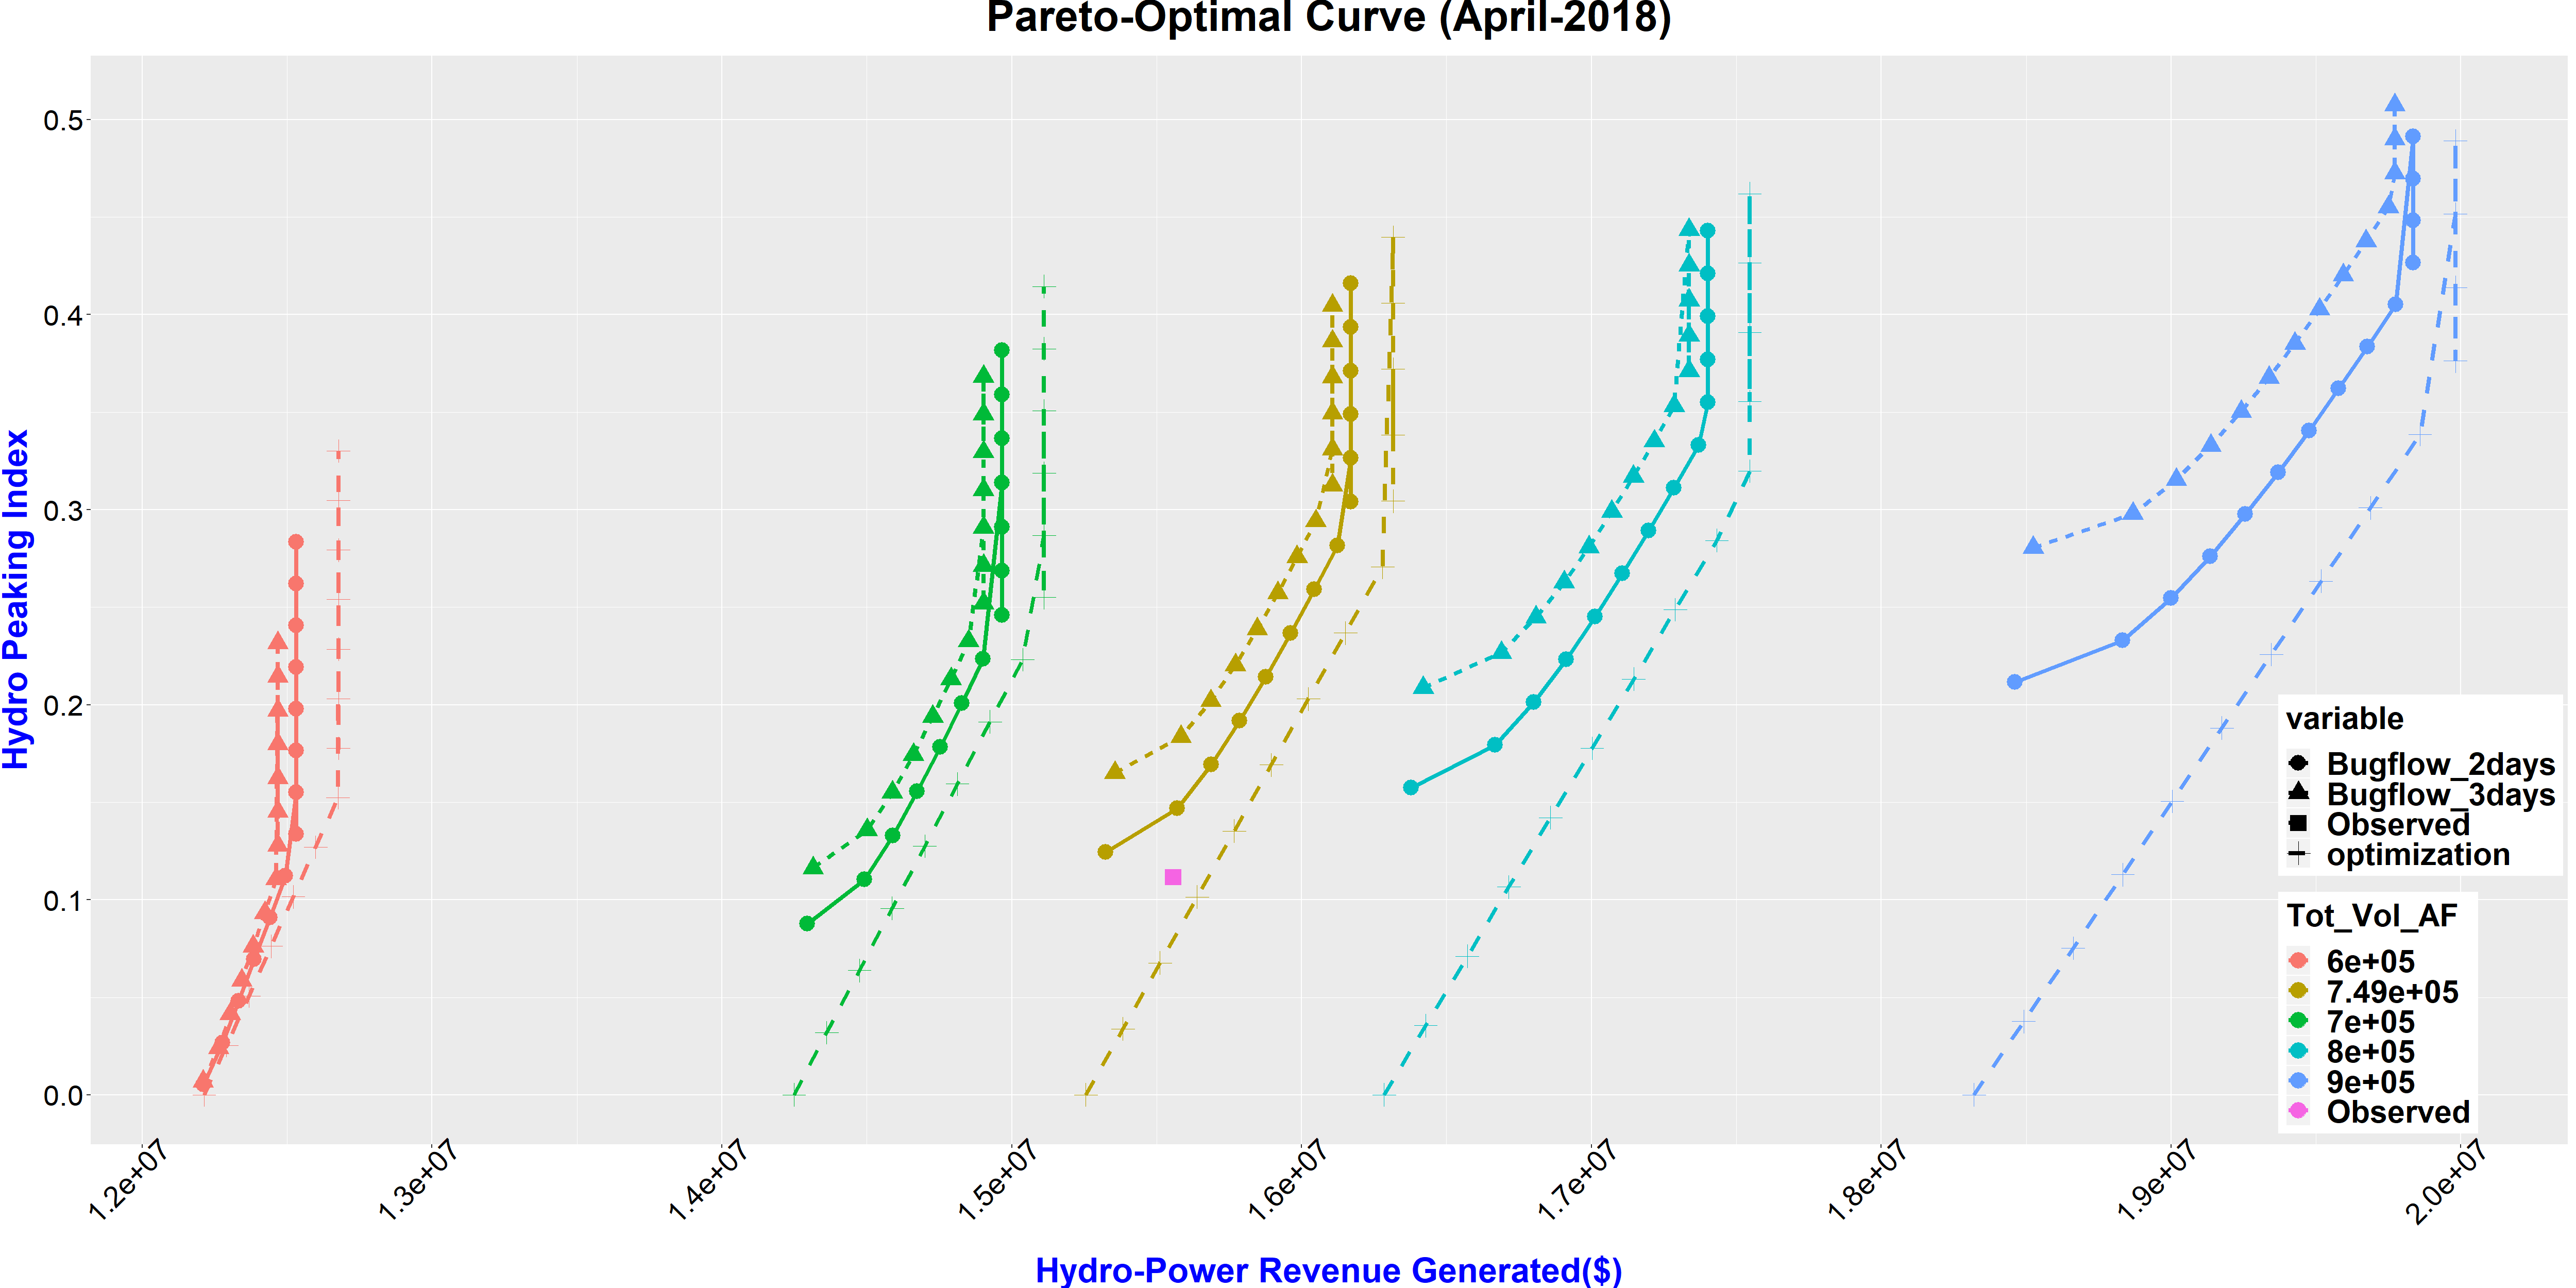 Pareto-Optimal Curve (April-2018)
Hydro Peaking Index
0.5
0.4
0.3
0.2
0.1
0.0
1.2e+07
1.3e+07
1.4e+07
1.5e+07
1.6e+07
1.7e+07
1.8e+07
1.9e+07
2.0e+07
Hydro-Power Revenue Generated($)
variable
Bugflow_2days
Bugflow_3days
Observed
optimization
Tot_Vol_AF
6e+05
7.49e+05
7e+05
8e+05
9e+05
Observed